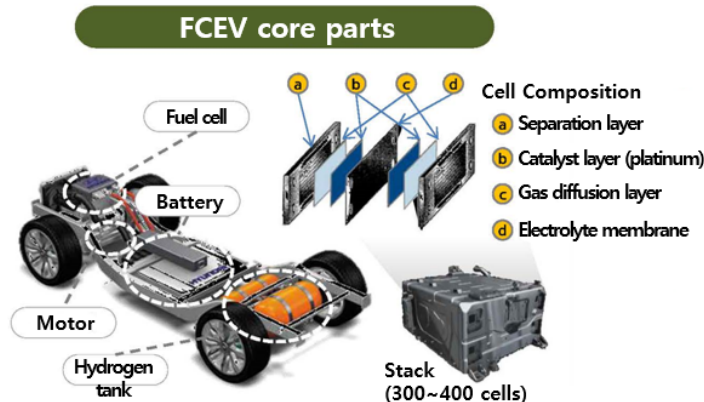 FCEV core parts
a b c d
Fuel cell
Cell Composition
a Separation layer
b Catalyst layer (platinum)
c Gas diffusion layer
d Electrolyte membrane
Battery
Motor
Hydrogen
tank
Stack
(300~400 cells)